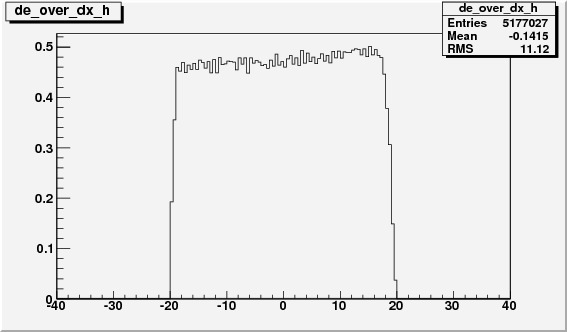 de_over_dx_h
de_over_dx_h
Entries 5177027
Mean -0.1415
RMS 11.12
0.5
0.4
0.3
0.2
0.1
0
-40 -30 -20 -10 0 10 20 30 40